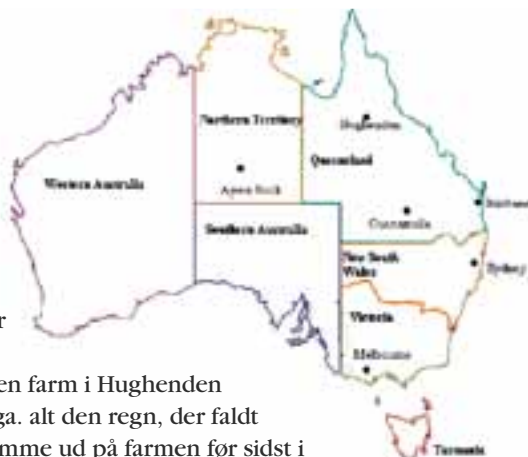 Northern Territory
Hughenden
Queensland
Western Australia
Ayers Rock
Southern Australia
Brisbane
New South
Wales
Sydney
Victoria
Melbourne
Tasmania
r
en farm i Hughenden
ga. alt den regn, der faldt
mme ud på farmen før sidst i